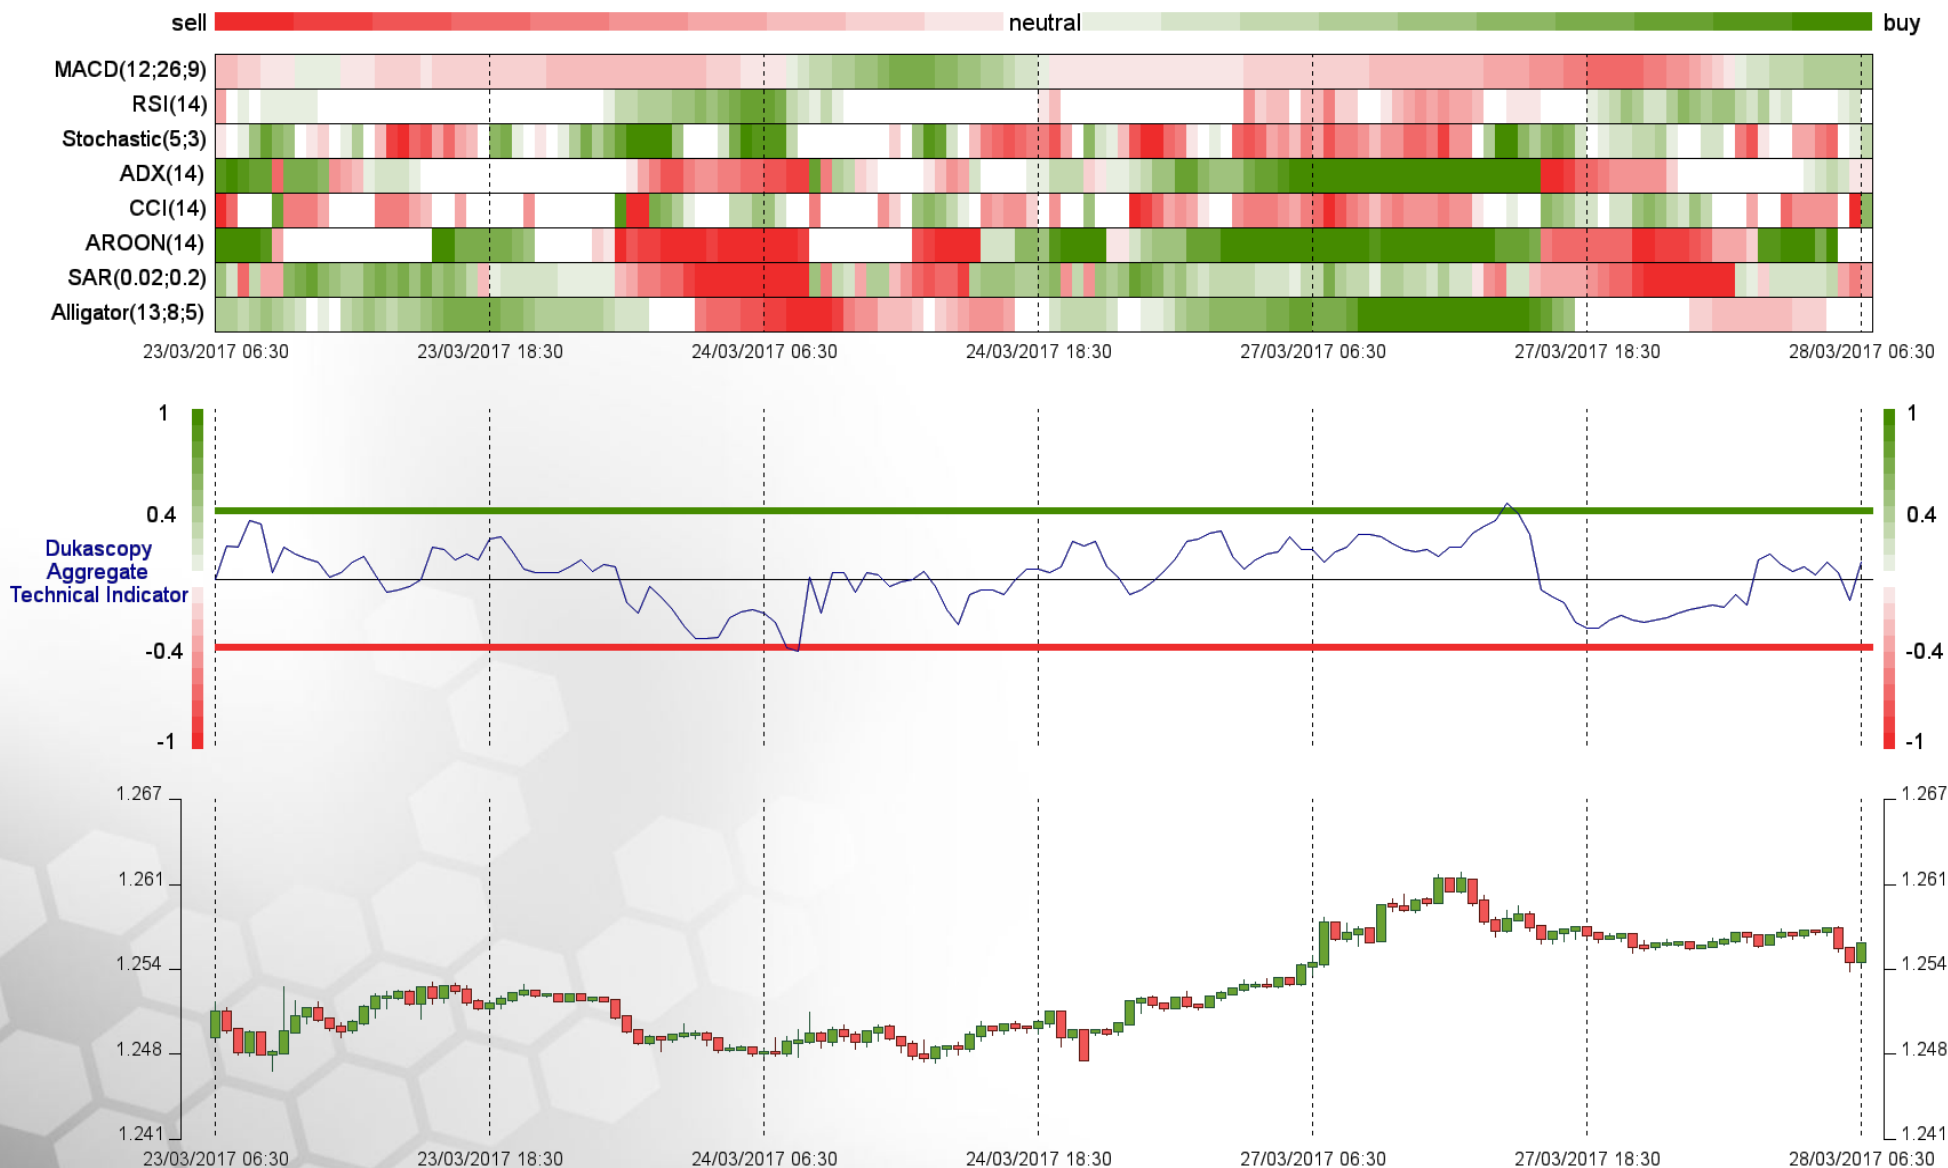 sell neutral buy
MACD(12;26;9)
RSI(14)
Stochastic(5;3)
ADX(14)
CCI(14)
AROON(14)
SAR(0.02;0.2)
Alligator(13;8;5)
23/03/2017 06:30 23/03/2017 18:30 24/03/2017 06:30 24/03/2017 18:30 27/03/2017 06:30 27/03/2017 18:30 28/03/2017 06:30
1 1
0.4 0.4
Dukascopy
Aggregate
Technical Indicator
-0.4 -0.4
-1 -1
1.267 1.267
1.261 1.261
1.254 1.254
1.248 1.248
1.241 1.241
23/03/2017 06:30 23/03/2017 18:30 24/03/2017 06:30 24/03/2017 18:30 27/03/2017 06:30 27/03/2017 18:30 28/03/2017 06:30